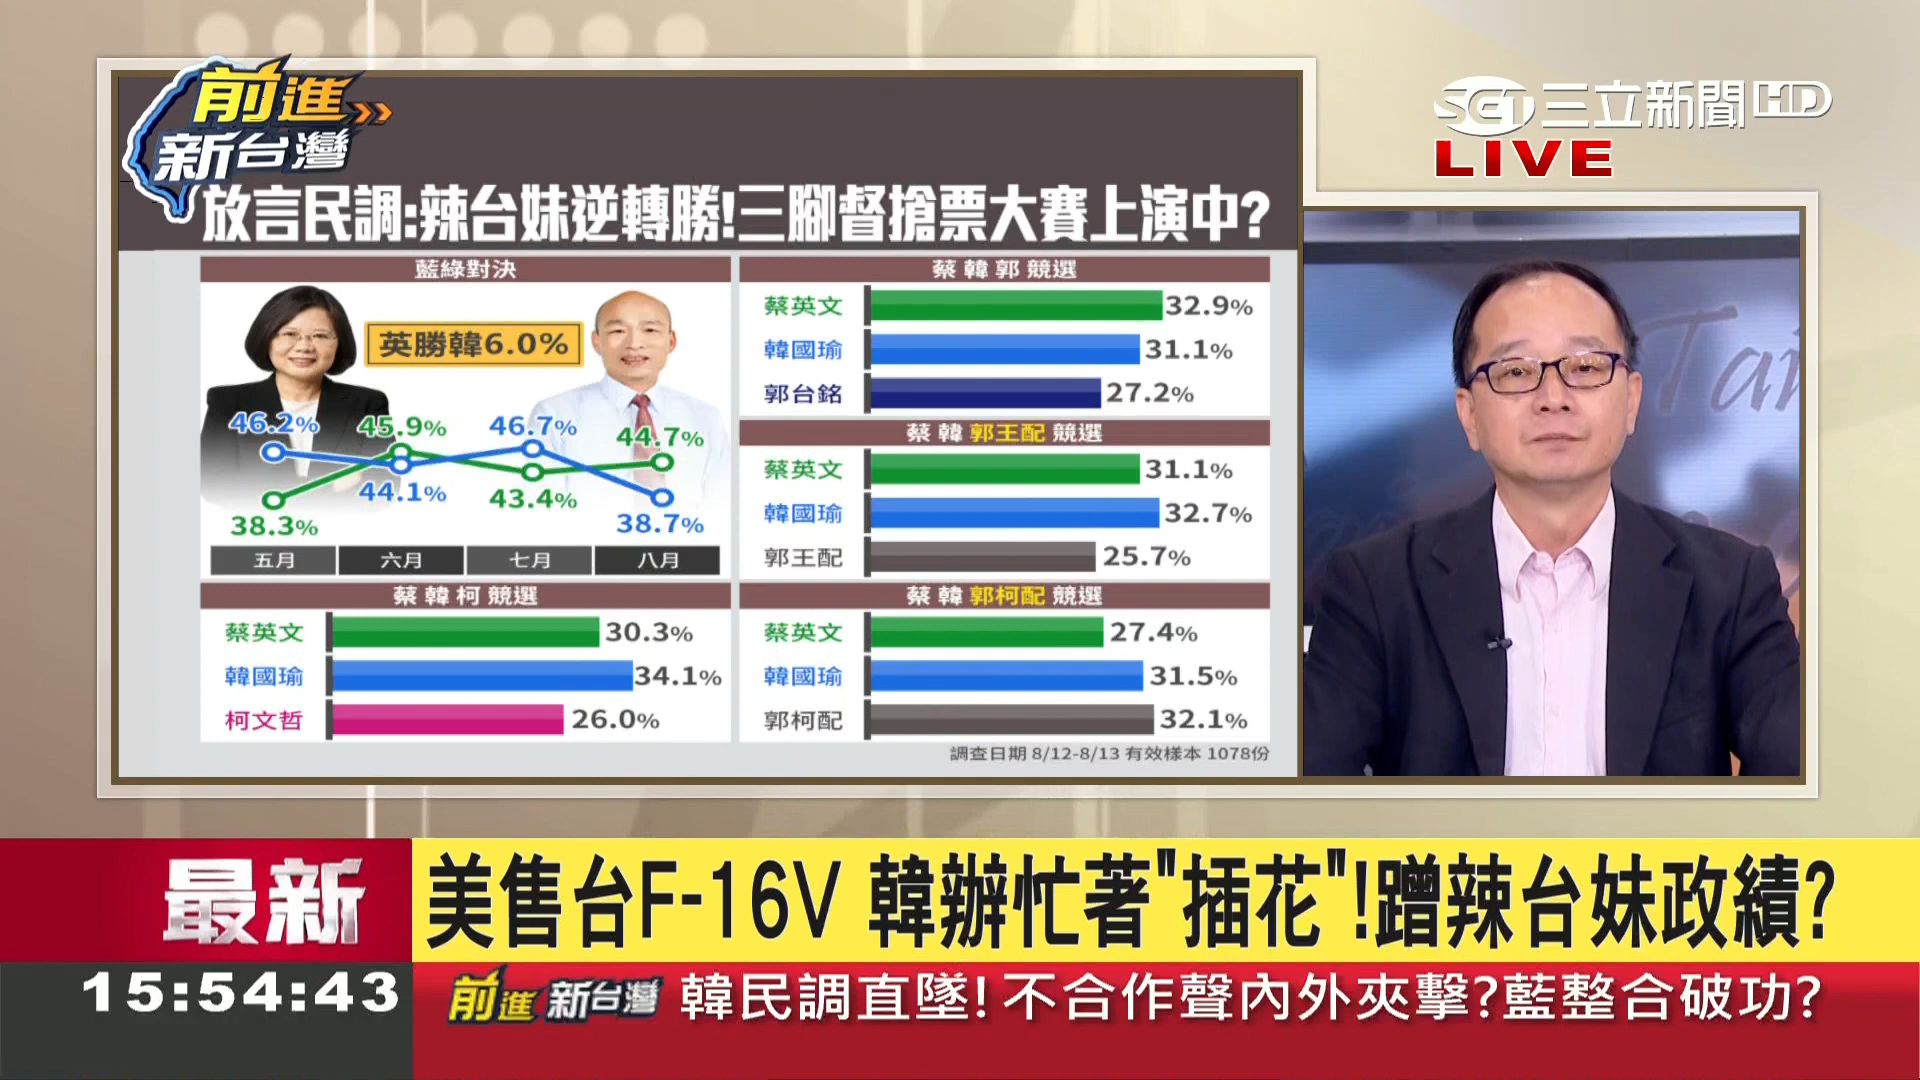 前進
新台灣
SET三立新聞HD
LIVE
放言民調:辣台妹逆轉勝!三腳督搶票大賽上演中?
藍綠對決
英勝韓6.0%
46.2% 45.9% 46.7% 44.7%
38.3% 44.1% 43.4% 38.7%
五月 六月 七月 八月
蔡 韓 柯 競選
蔡英文 30.3%
韓國瑜 34.1%
柯文哲 26.0%
蔡 韓 郭 競選
蔡英文 32.9%
韓國瑜 31.1%
郭台銘 27.2%
蔡 韓 郭王配 競選
蔡英文 31.1%
韓國瑜 32.7%
郭王配 25.7%
蔡 韓 郭柯配 競選
蔡英文 27.4%
韓國瑜 31.5%
郭柯配 32.1%
調查日期 8/12-8/13 有效樣本 1078份
Tai
最新
美售台F-16V 韓辦忙著"插花"!蹭辣台妹政績?
15:54:43
前進新台灣 韓民調直墜!不合作聲內外夾擊?藍整合破功?